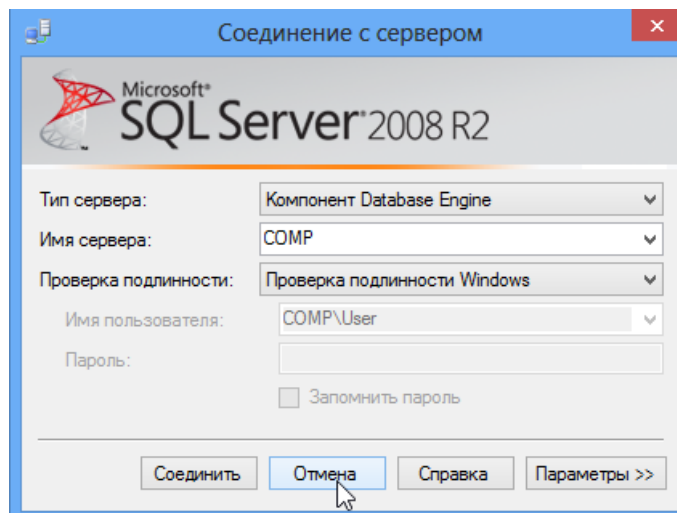 Соединение с сервером
Microsoft®
SQL Server® 2008 R2
Тип сервера: Компонент Database Engine
Имя сервера: COMP
Проверка подлинности: Проверка подлинности Windows
Имя пользователя: COMP\User
Пароль:
Запомнить пароль
Соединить Отмена Справка Параметры >>